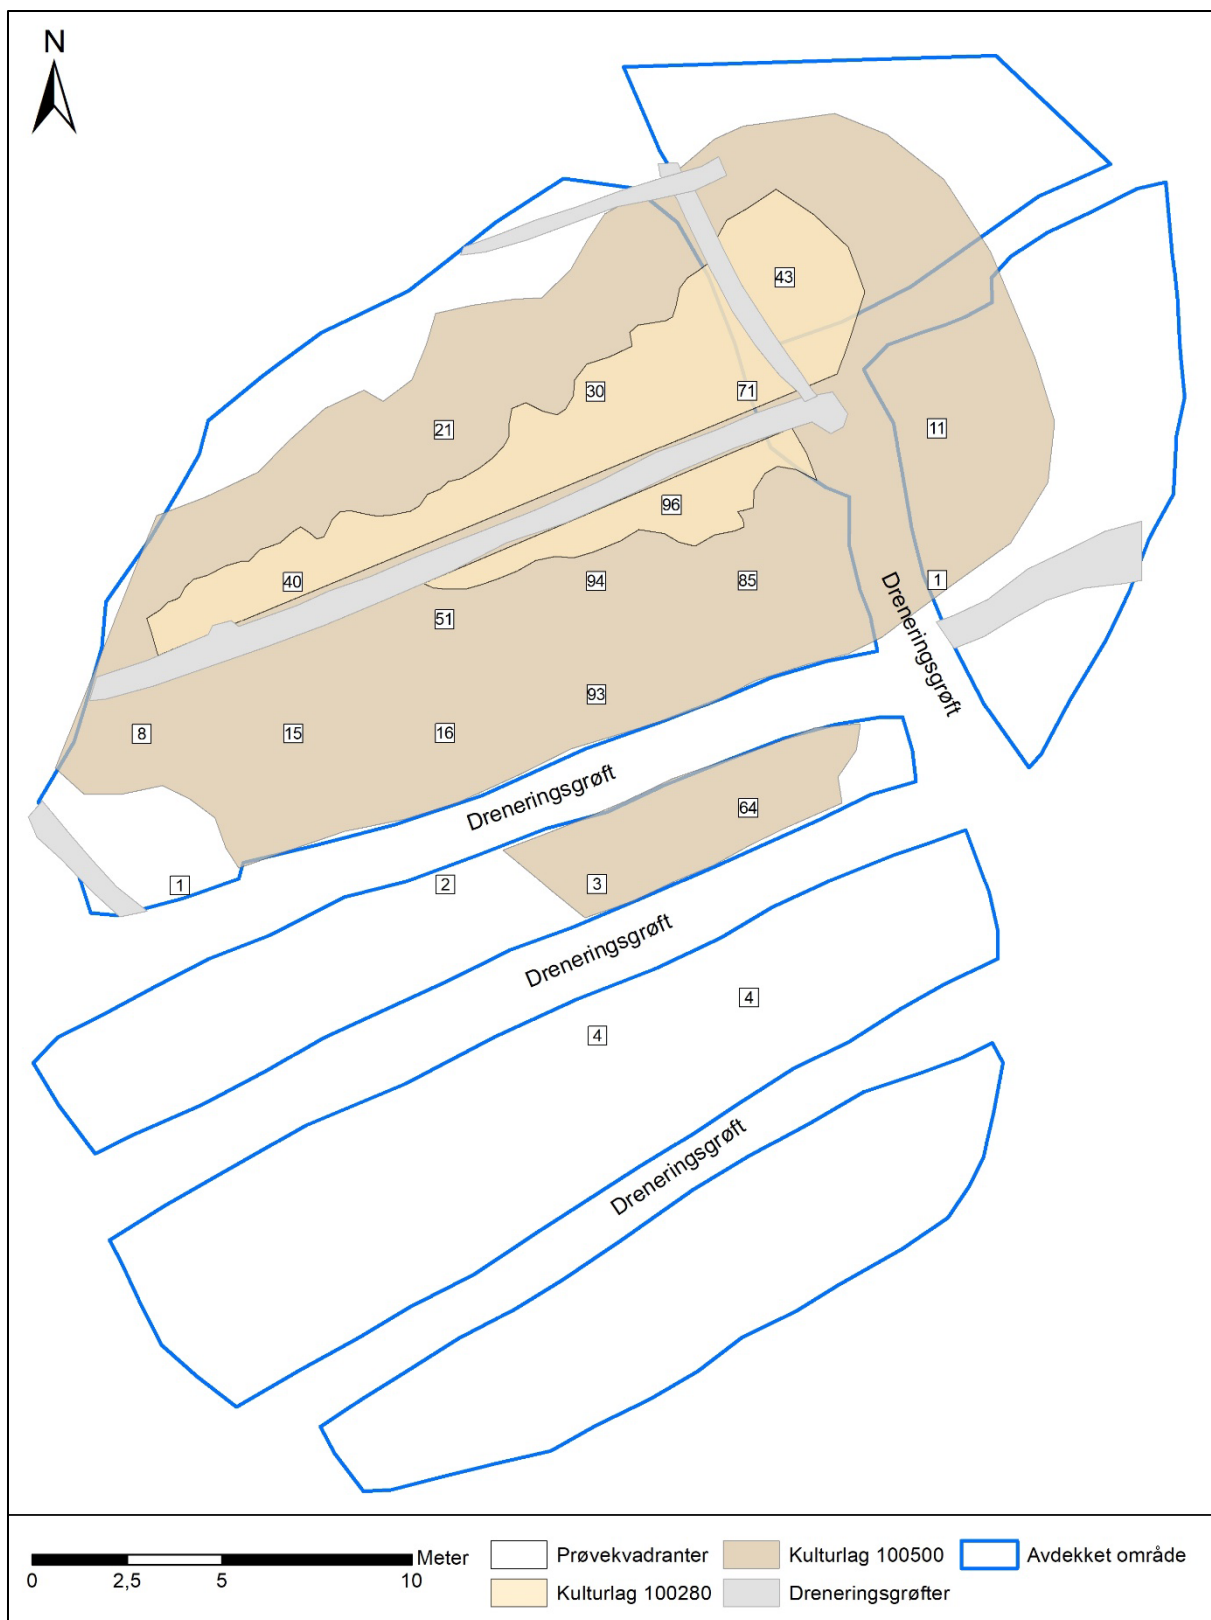 N
43
30
71
21
11
96
40
94
85
1
51
93
8
15
16
64
1
2
3
4
4
Dreneringsgrøft
Dreneringsgrøft
Dreneringsgrøft
Dreneringsgrøft
Meter
0 2,5 5 10
Prøvekvadranter
Kulturlag 100280
Kulturlag 100500
Dreneringsgrøfter
Avdekket område